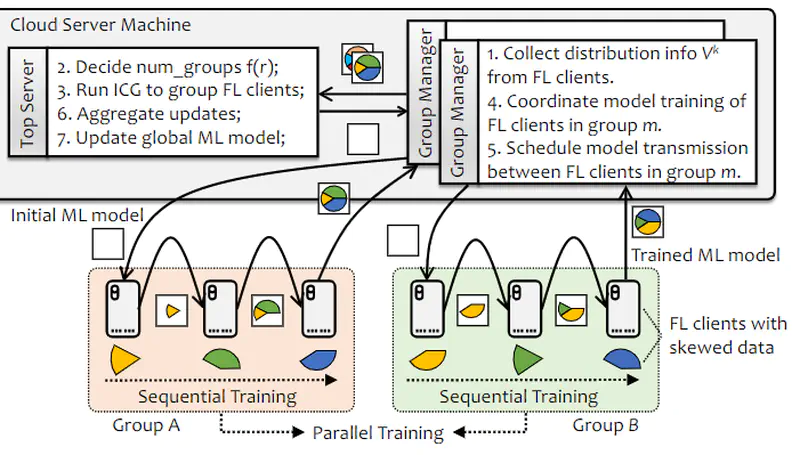 Cloud Server Machine
Top Server
2. Decide num_groups f(r);
3. Run ICG to group FL clients;
6. Aggregate updates;
7. Update global ML model;
Group Manager
Group Manager
1. Collect distribution info Vᵏ
from FL clients.
4. Coordinate model training of
FL clients in group m.
5. Schedule model transmission
between FL clients in group m.
Initial ML model
Trained ML model
FL clients with
skewed data
Sequential Training
Sequential Training
Group A
Parallel Training
Group B